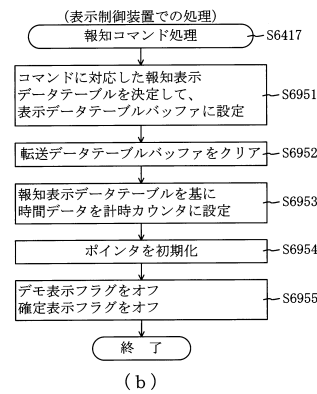 (表示制御装置での処理)
報知コマンド処理
S6417
コマンドに対応した報知表示
データテーブルを決定して、
表示データテーブルバッファに設定
S6951
転送データテーブルバッファをクリア
S6952
報知表示データテーブルを基に
時間データを計時カウンタに設定
S6953
ポインタを初期化
S6954
デモ表示フラグをオフ
確定表示フラグをオフ
S6955
終 了
(b)